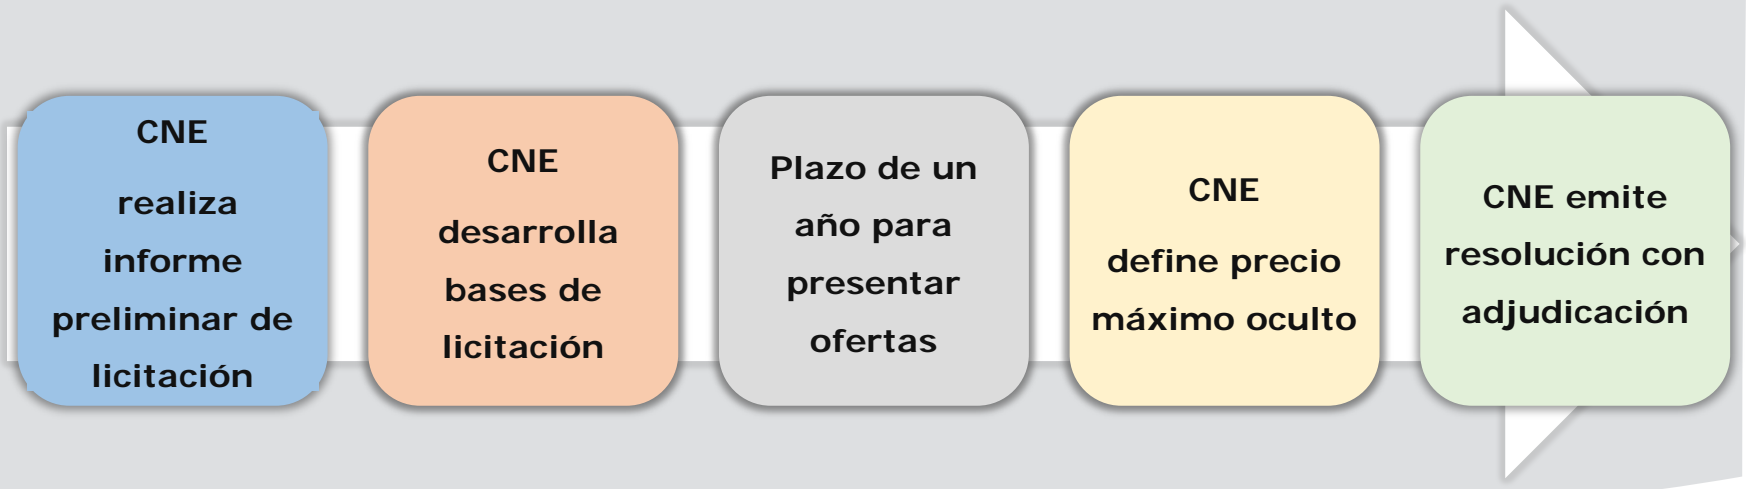 CNE
realiza
informe
preliminar de
licitación
CNE
desarrolla
bases de
licitación
Plazo de un
año para
presentar
ofertas
CNE
define precio
máximo oculto
CNE emite
resolución con
adjudicación